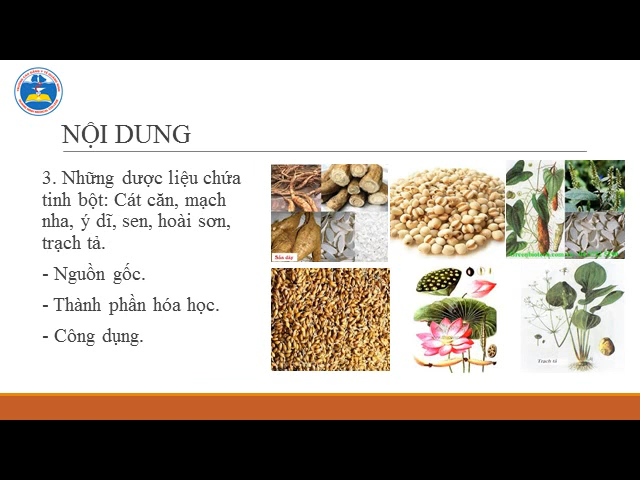 NỘI DUNG
3. Những dược liệu chứa
tinh bột: Cát căn, mạch
nha, ý dĩ, sen, hoài sơn,
trạch tả.
- Nguồn gốc.
- Thành phần hóa học.
- Công dụng.
Sắn dây
Trạch tả